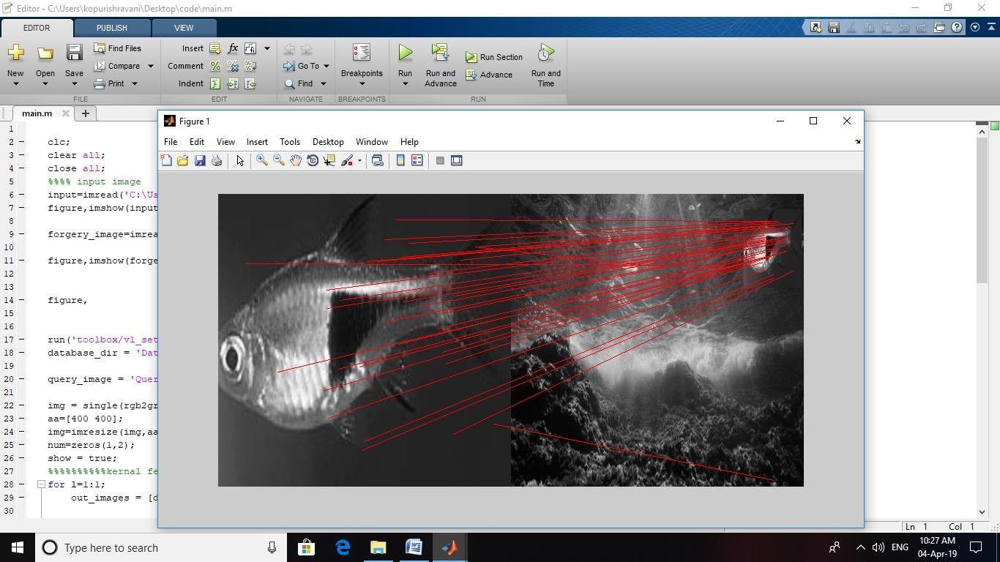 Editor - C:\Users\kopurishravani\Desktop\code\main.m
EDITOR PUBLISH VIEW
New Open Save Find Files Compare Print
Insert fx
Comment
Indent
Go To
Find
Breakpoints
Run Run and Advance Run Section Advance Run and Time
FILE EDIT NAVIGATE BREAKPOINTS RUN
main.m
Figure 1
File Edit View Insert Tools Desktop Window Help
1
2 clc;
3 clear all;
4 close all;
5 %%%% input image
6 input=imread('C:\Us
7 figure,imshow(input
8
9 forgery_image=imrea
10
11 figure,imshow(forge
12
13
14 figure,
15
16
17 run('toolbox/vl_set
18 database_dir = 'Dat
19
20 query_image = 'Quer
21
22 img = single(rgb2gr
23 aa=[400 400];
24 img=imresize(img,aa
25 num=zeros(1,2);
26 show = true;
27 %%%%%%%%%%kernal fe
28 for l=1:1;
29 out_images = [d
30
Ln 1 Col 1
Type here to search
ENG
10:27 AM
04-Apr-19